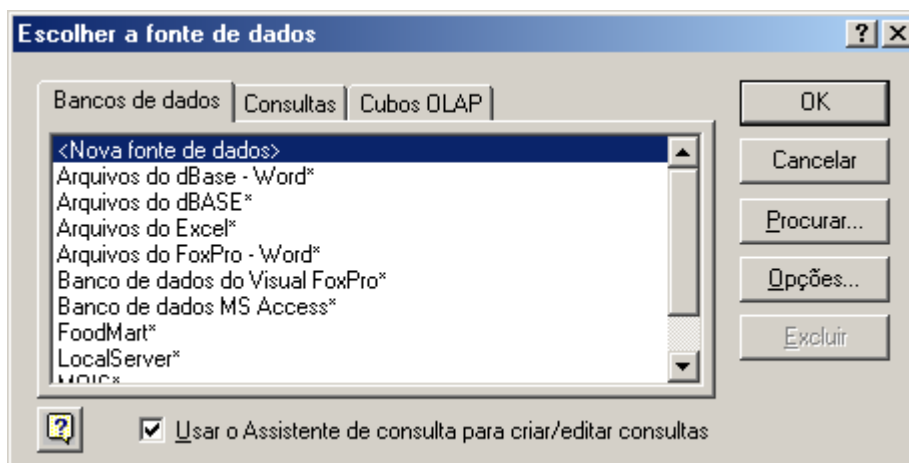 Escolher a fonte de dados
Bancos de dados Consultas Cubos OLAP
<Nova fonte de dados>
Arquivos do dBase - Word*
Arquivos do dBASE*
Arquivos do Excel*
Arquivos do FoxPro - Word*
Banco de dados do Visual FoxPro*
Banco de dados MS Access*
FoodMart*
LocalServer*
OK
Cancelar
Procurar...
Opções...
Excluir
Usar o Assistente de consulta para criar/editar consultas